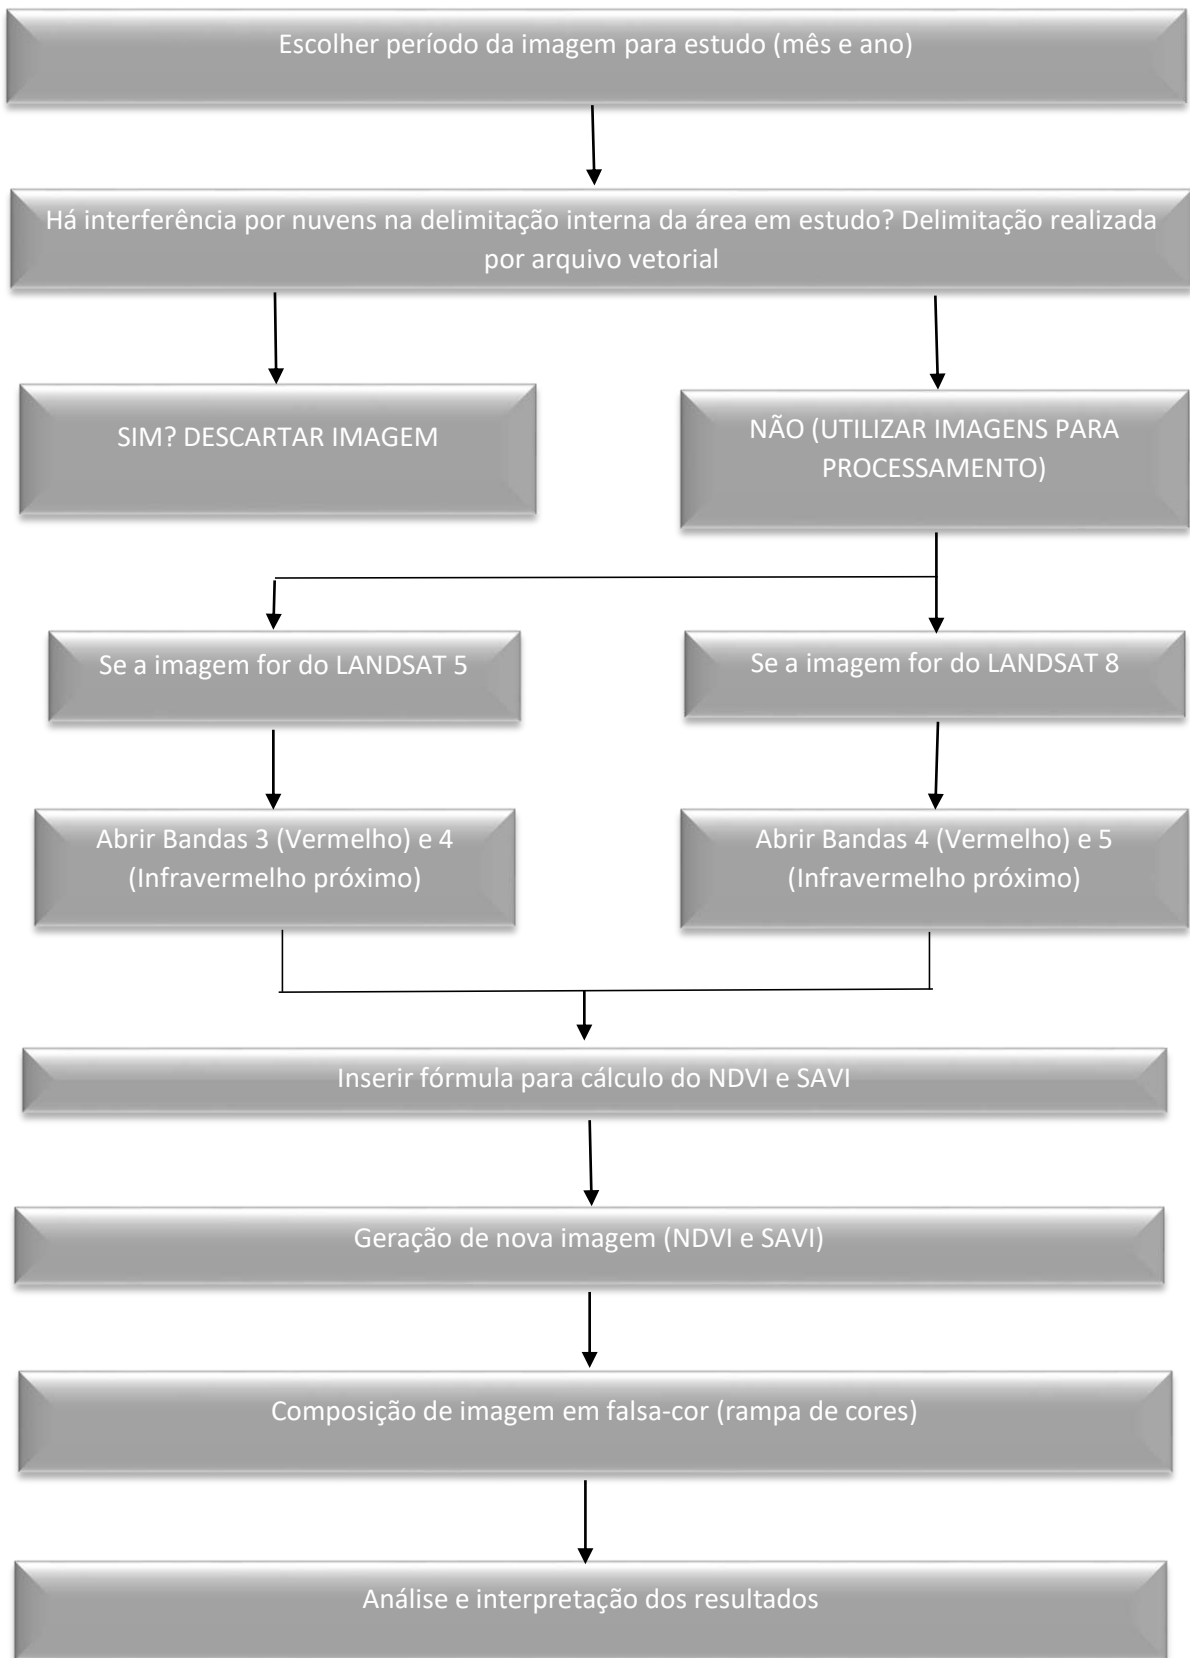 Escolher período da imagem para estudo (mês e ano)
Há interferência por nuvens na delimitação interna da área em estudo? Delimitação realizada
por arquivo vetorial
SIM? DESCARTAR IMAGEM
NÃO (UTILIZAR IMAGENS PARA
PROCESSAMENTO)
Se a imagem for do LANDSAT 5
Se a imagem for do LANDSAT 8
Abrir Bandas 3 (Vermelho) e 4
(Infravermelho próximo)
Abrir Bandas 4 (Vermelho) e 5
(Infravermelho próximo)
Inserir fórmula para cálculo do NDVI e SAVI
Geração de nova imagem (NDVI e SAVI)
Composição de imagem em falsa-cor (rampa de cores)
Análise e interpretação dos resultados